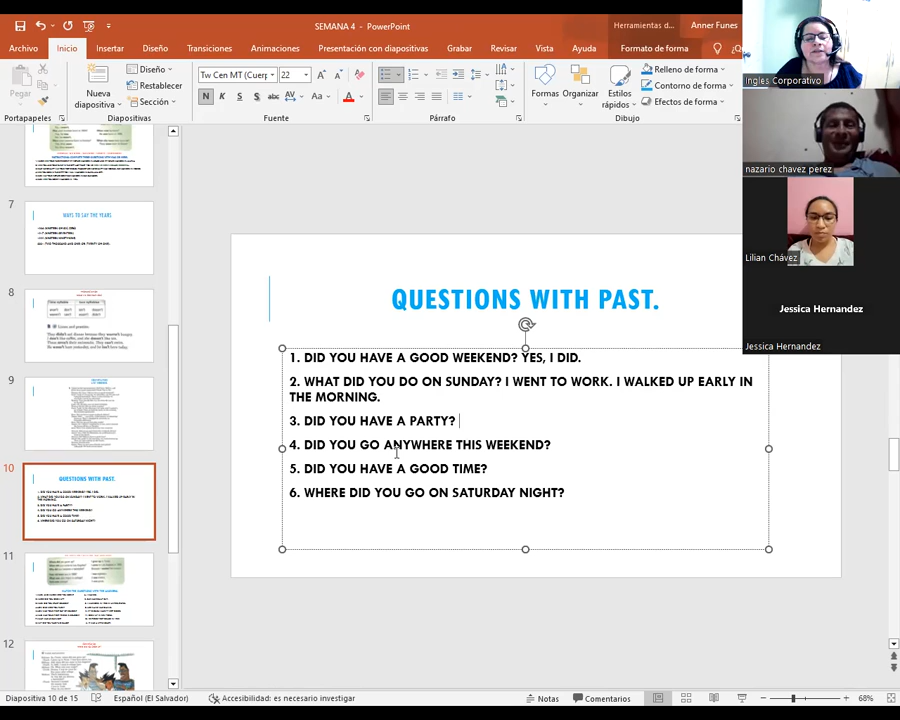 SEMANA 4 - PowerPoint
Herramientas d...
Anner Funes
Archivo Inicio Insertar Diseño Transiciones Animaciones Presentación con diapositivas Grabar Revisar Vista Ayuda Formato de forma
Pegar
Nueva diapositiva
Diseño
Restablecer
Sección
Tw Cen MT (Cuer 22
N K S S abc AV Aa A
Formas
Organizar
Estilos rápidos
Relleno de forma
Contorno de forma
Efectos de forma
Portapapeles
Diapositivas
Fuente
Párrafo
Dibujo
Ingles Corporativo
nazario chavez perez
Lilian Chávez
Jessica Hernandez
Jessica Hernandez
7
WAYS TO SAY THE YEARS
8
9
10
QUESTIONS WITH PAST.
11
12
QUESTIONS WITH PAST.
1. DID YOU HAVE A GOOD WEEKEND? YES, I DID.
2. WHAT DID YOU DO ON SUNDAY? I WENT TO WORK. I WALKED UP EARLY IN
THE MORNING.
3. DID YOU HAVE A PARTY?
4. DID YOU GO ANYWHERE THIS WEEKEND?
5. DID YOU HAVE A GOOD TIME?
6. WHERE DID YOU GO ON SATURDAY NIGHT?
Diapositiva 10 de 15
Español (El Salvador)
Accesibilidad: es necesario investigar
Notas
Comentarios
68%